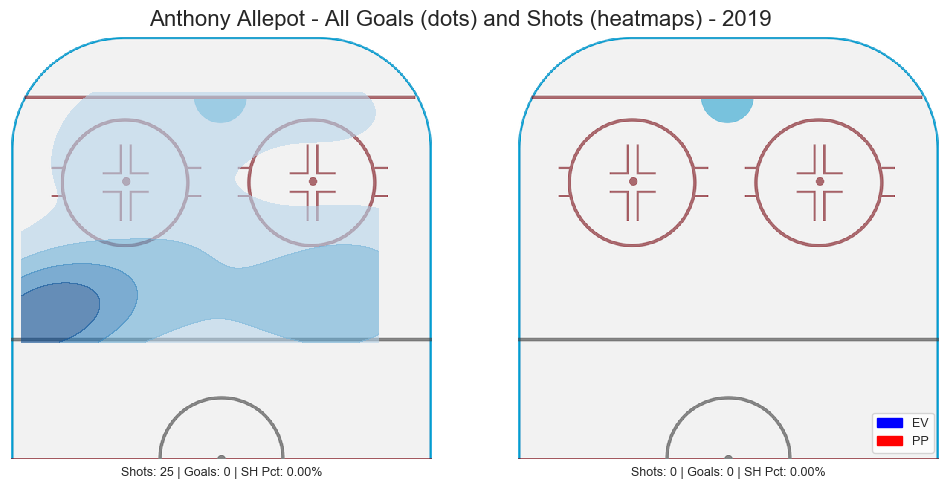 Anthony Allepot - All Goals (dots) and Shots (heatmaps) - 2019
EV
PP
Shots: 25 | Goals: 0 | SH Pct: 0.00%
Shots: 0 | Goals: 0 | SH Pct: 0.00%